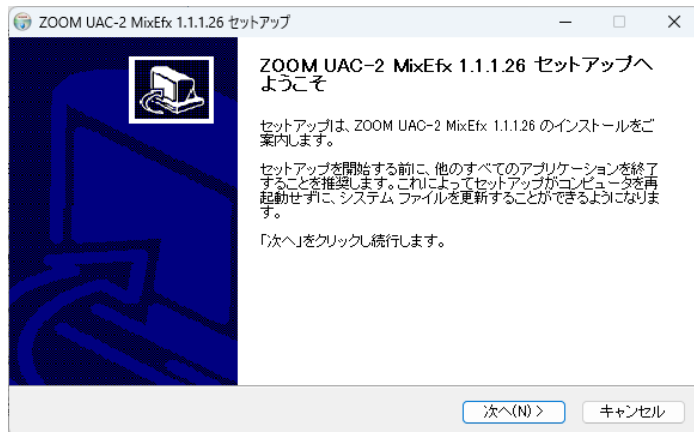 ZOOM UAC-2 MixEfx 1.1.1.26 セットアップ
ZOOM UAC-2 MixEfx 1.1.1.26 セットアップへ
ようこそ
セットアップは、ZOOM UAC-2 MixEfx 1.1.1.26 のインストールをご
案内します。
セットアップを開始する前に、他のすべてのアプリケーションを終了
することを推奨します。これによってセットアップがコンピュータを再
起動せずに、システム ファイルを更新することができるようになりま
す。
「次へ」をクリックし続行します。
次へ(N) >
キャンセル